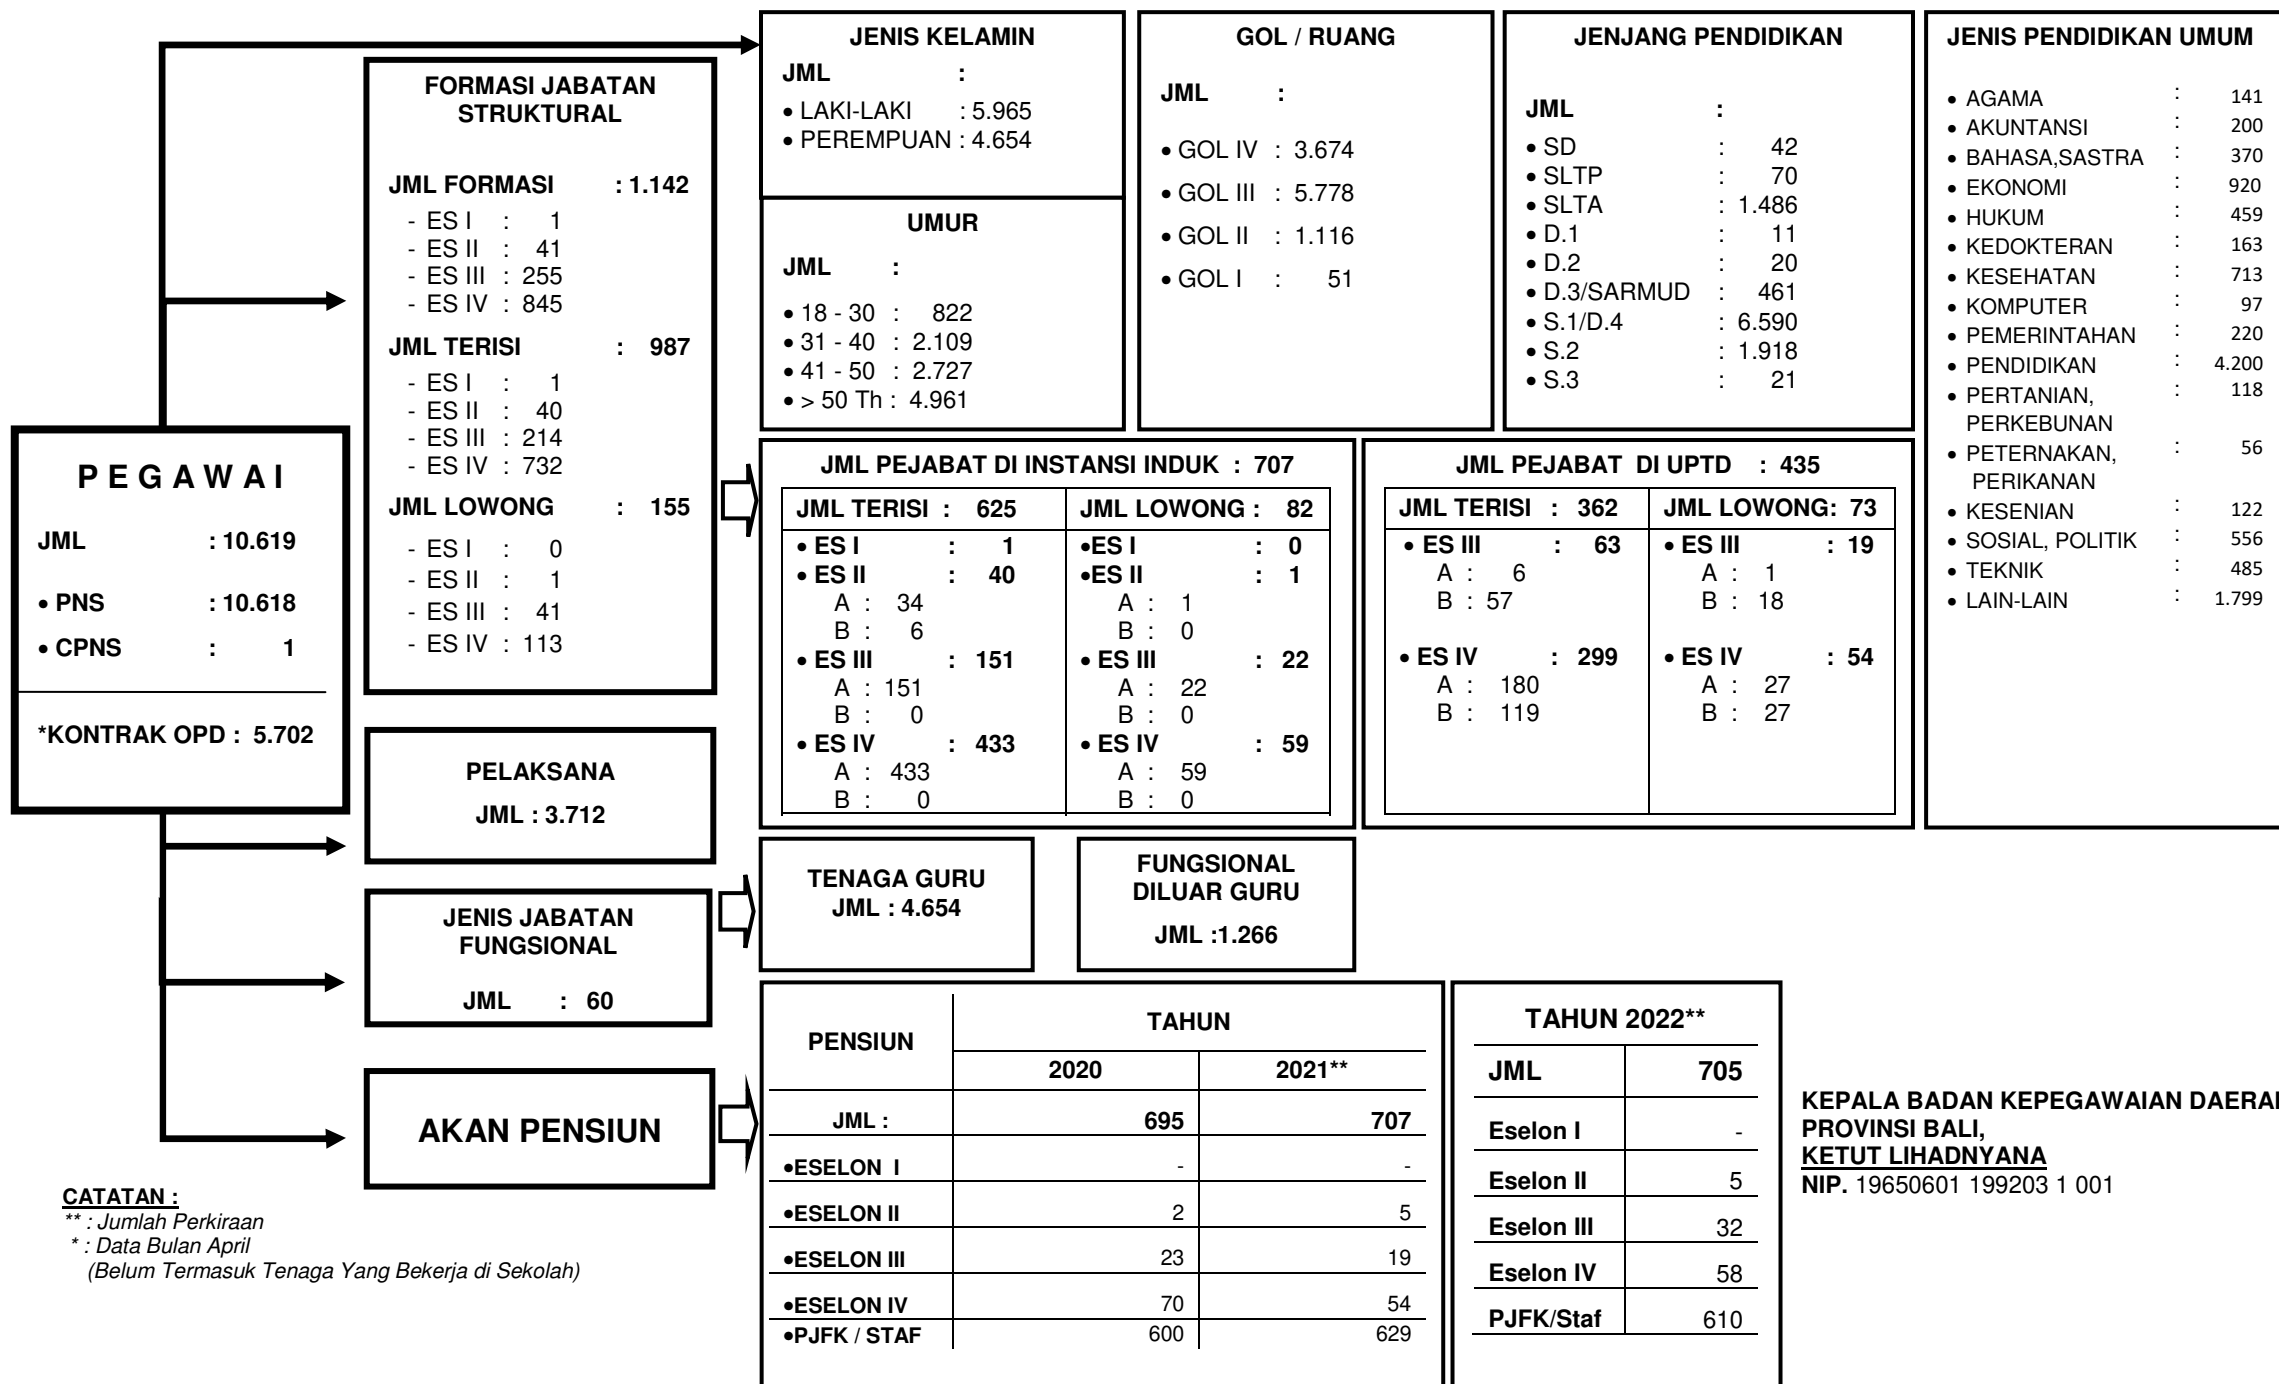 PEGAWAI
JML : 10.619
• PNS : 10.618
• CPNS : 1
*KONTRAK OPD : 5.702
FORMASI JABATAN
STRUKTURAL
JML FORMASI : 1.142
- ES I : 1
- ES II : 41
- ES III : 255
- ES IV : 845
JML TERISI : 987
- ES I : 1
- ES II : 40
- ES III : 214
- ES IV : 732
JML LOWONG : 155
- ES I : 0
- ES II : 1
- ES III : 41
- ES IV : 113
PELAKSANA
JML : 3.712
JENIS JABATAN
FUNGSIONAL
JML : 60
AKAN PENSIUN
JENIS KELAMIN
JML :
• LAKI-LAKI : 5.965
• PEREMPUAN : 4.654
UMUR
JML :
• 18 - 30 : 822
• 31 - 40 : 2.109
• 41 - 50 : 2.727
• > 50 Th : 4.961
GOL / RUANG
JML :
• GOL IV : 3.674
• GOL III : 5.778
• GOL II : 1.116
• GOL I : 51
JENJANG PENDIDIKAN
JML :
• SD : 42
• SLTP : 70
• SLTA : 1.486
• D.1 : 11
• D.2 : 20
• D.3/SARMUD : 461
• S.1/D.4 : 6.590
• S.2 : 1.918
• S.3 : 21
JENIS PENDIDIKAN UMUM
• AGAMA : 141
• AKUNTANSI : 200
• BAHASA,SASTRA : 370
• EKONOMI : 920
• HUKUM : 459
• KEDOKTERAN : 163
• KESEHATAN : 713
• KOMPUTER : 97
• PEMERINTAHAN : 220
• PENDIDIKAN : 4.200
• PERTANIAN, : 118
PERKEBUNAN
• PETERNAKAN, : 56
PERIKANAN
• KESENIAN : 122
• SOSIAL, POLITIK : 556
• TEKNIK : 485
• LAIN-LAIN : 1.799
JML PEJABAT DI INSTANSI INDUK : 707
JML TERISI : 625
• ES I : 1
• ES II : 40
A : 34
B : 6
• ES III : 151
A : 151
B : 0
• ES IV : 433
A : 433
B : 0
JML LOWONG : 82
•ES I : 0
•ES II : 1
A : 1
B : 0
• ES III : 22
A : 22
B : 0
• ES IV : 59
A : 59
B : 0
JML PEJABAT DI UPTD : 435
JML TERISI : 362
• ES III : 63
A : 6
B : 57
• ES IV : 299
A : 180
B : 119
JML LOWONG: 73
• ES III : 19
A : 1
B : 18
• ES IV : 54
A : 27
B : 27
TENAGA GURU
JML : 4.654
FUNGSIONAL
DILUAR GURU
JML :1.266
PENSIUN TAHUN
2020 2021**
JML : 695 707
•ESELON I - -
•ESELON II 2 5
•ESELON III 23 19
•ESELON IV 70 54
•PJFK / STAF 600 629
TAHUN 2022**
JML 705
Eselon I -
Eselon II 5
Eselon III 32
Eselon IV 58
PJFK/Staf 610
KEPALA BADAN KEPEGAWAIAN
PROVINSI BALI,
KETUT LIHADNYANA
NIP. 19650601 199203 1 001
CATATAN :
** : Jumlah Perkiraan
* : Data Bulan April
(Belum Termasuk Tenaga Yang Bekerja di Sekolah)